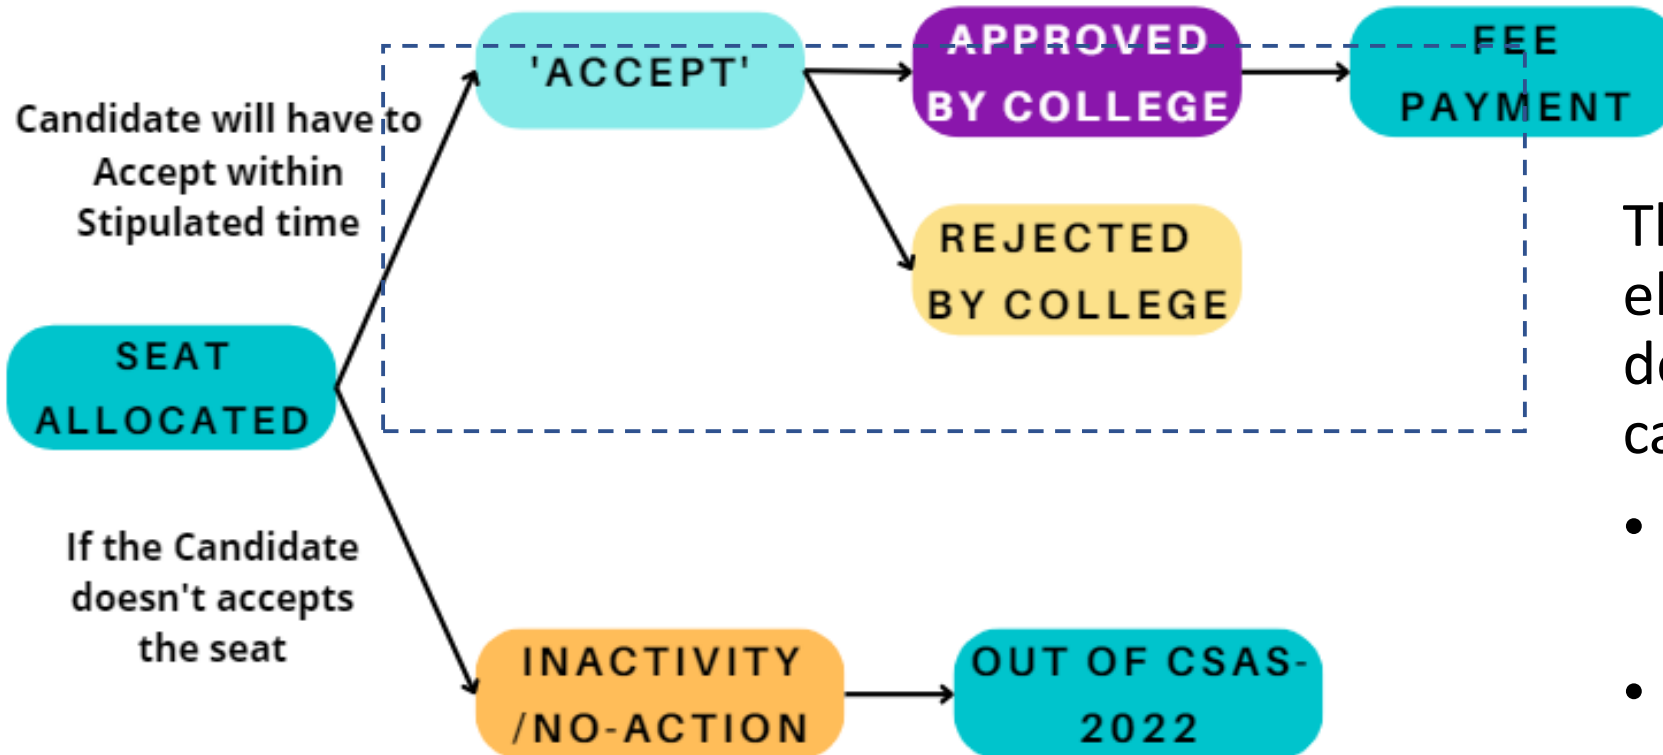 'ACCEPT'
APPROVED
BY COLLEGE
FEE
PAYMENT
Candidate will have to
Accept within
Stipulated time
REJECTED
BY COLLEGE
SEAT
ALLOCATED
If the Candidate
doesn't accepts
the seat
INACTIVITY
/NO-ACTION
OUT OF CSAS-
2022